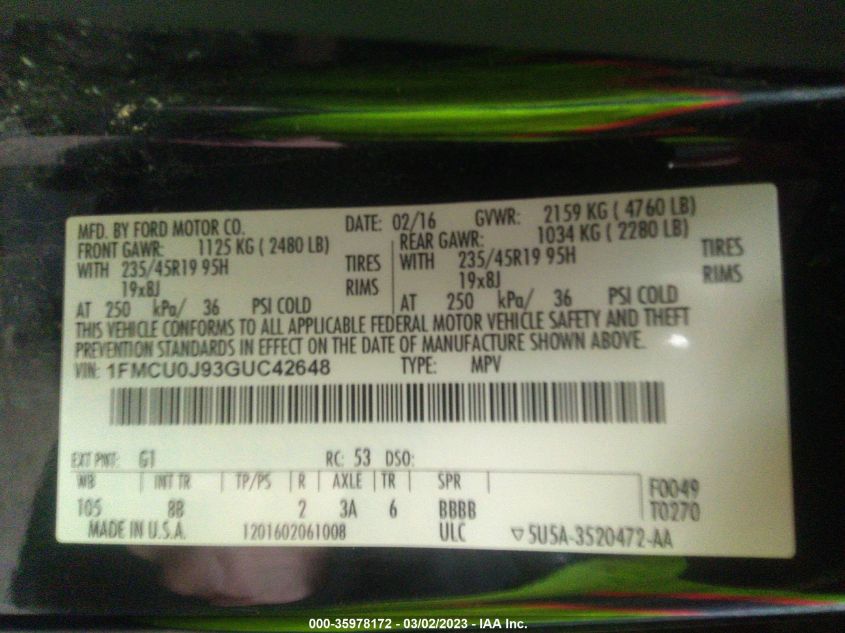 MFD. BY FORD MOTOR CO. DATE: 02/16 GVWR: 2159 KG ( 4760 LB)
FRONT GAWR: 1125 KG ( 2480 LB) REAR GAWR: 1034 KG ( 2280 LB)
WITH 235/45R19 95H TIRES WITH 235/45R19 95H TIRES
19x8J RIMS 19x8J RIMS
AT 250 kPa/ 36 PSI COLD AT 250 kPa/ 36 PSI COLD
THIS VEHICLE CONFORMS TO ALL APPLICABLE FEDERAL MOTOR VEHICLE SAFETY AND THEFT
PREVENTION STANDARDS IN EFFECT ON THE DATE OF MANUFACTURE SHOWN ABOVE.
VIN: 1FMCU0J93GUC42648 TYPE: MPV
EXT PNT: G1 RC: 53 DSO:
WB INT TR TP/PS R AXLE TR SPR F0049
105 88 2 3A 6 BBBB T0270
MADE IN U.S.A. 1201602061008 ULC ▽5U5A-3520472-AA
000-35978172 - 03/02/2023 - IAA Inc.